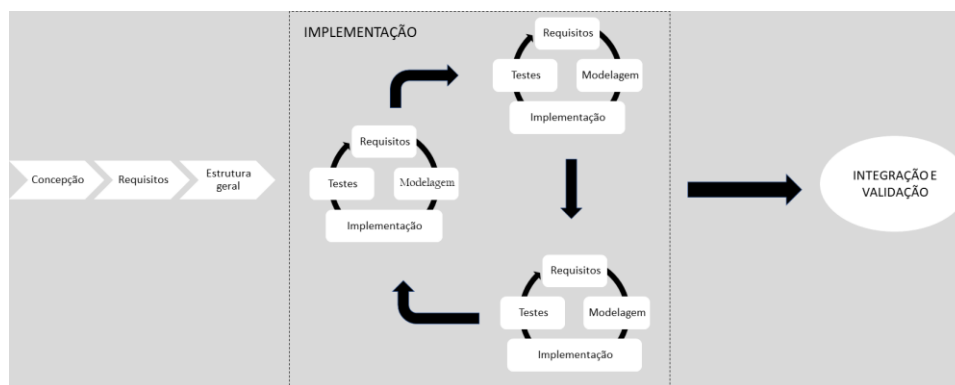 Concepção
Requisitos
Estrutura
geral
IMPLEMENTAÇÃO
Requisitos
Testes
Modelagem
Implementação
Requisitos
Testes
Modelagem
Implementação
Requisitos
Testes
Modelagem
Implementação
INTEGRAÇÃO E
VALIDAÇÃO